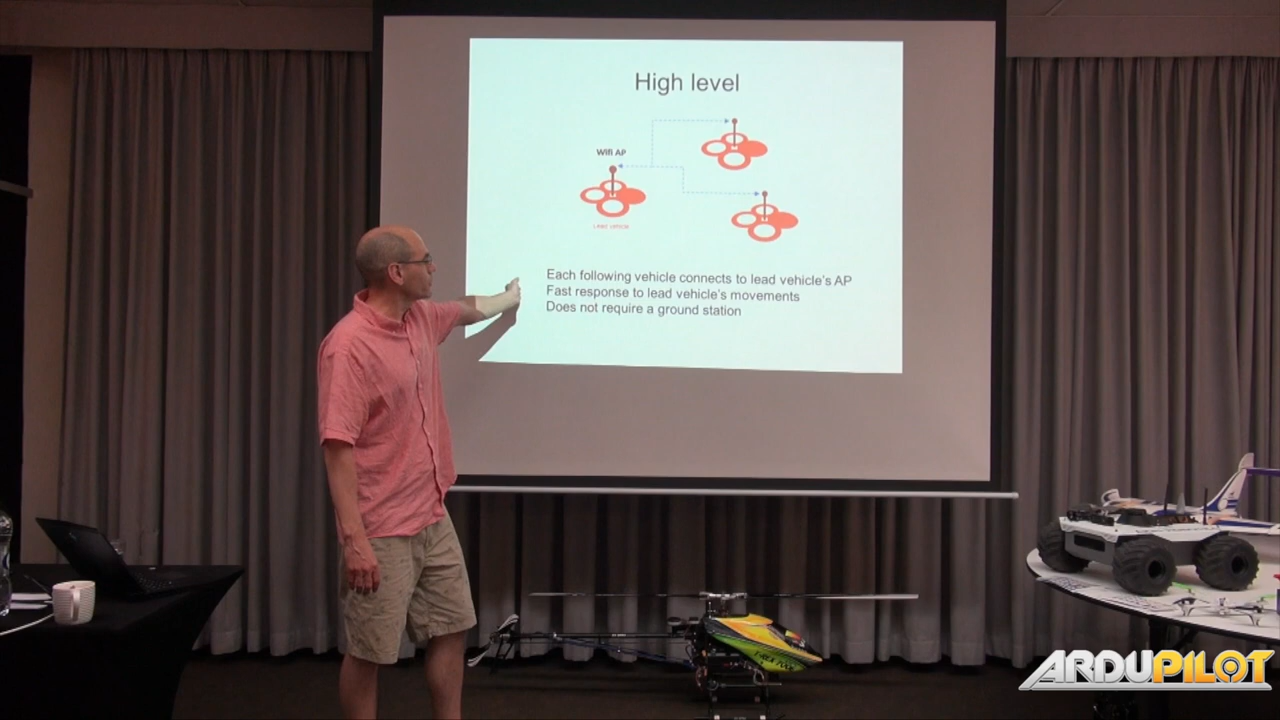 High level
Wifi AP
Each following vehicle connects to lead vehicle's AP
Fast response to lead vehicle's movements
Does not require a ground station
ARDUPILOT